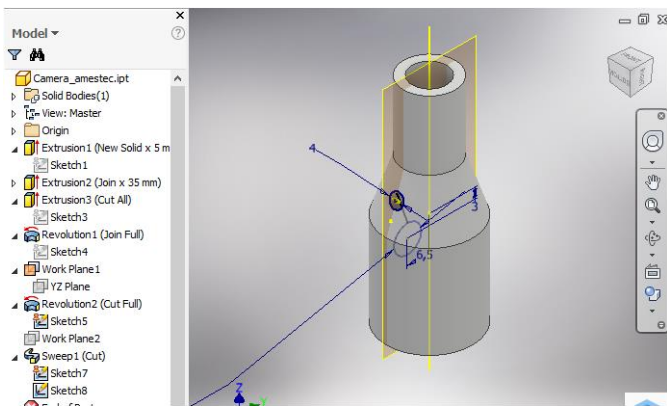 Model
Camera_amestec.ipt
Solid Bodies(1)
View: Master
Origin
Extrusion1 (New Solid x 5 m
Sketch1
Extrusion2 (Join x 35 mm)
Extrusion3 (Cut All)
Sketch3
Revolution1 (Join Full)
Sketch4
Work Plane1
YZ Plane
Revolution2 (Cut Full)
Sketch5
Work Plane2
Sweep1 (Cut)
Sketch7
Sketch8
4
3
6,5
Z
Y